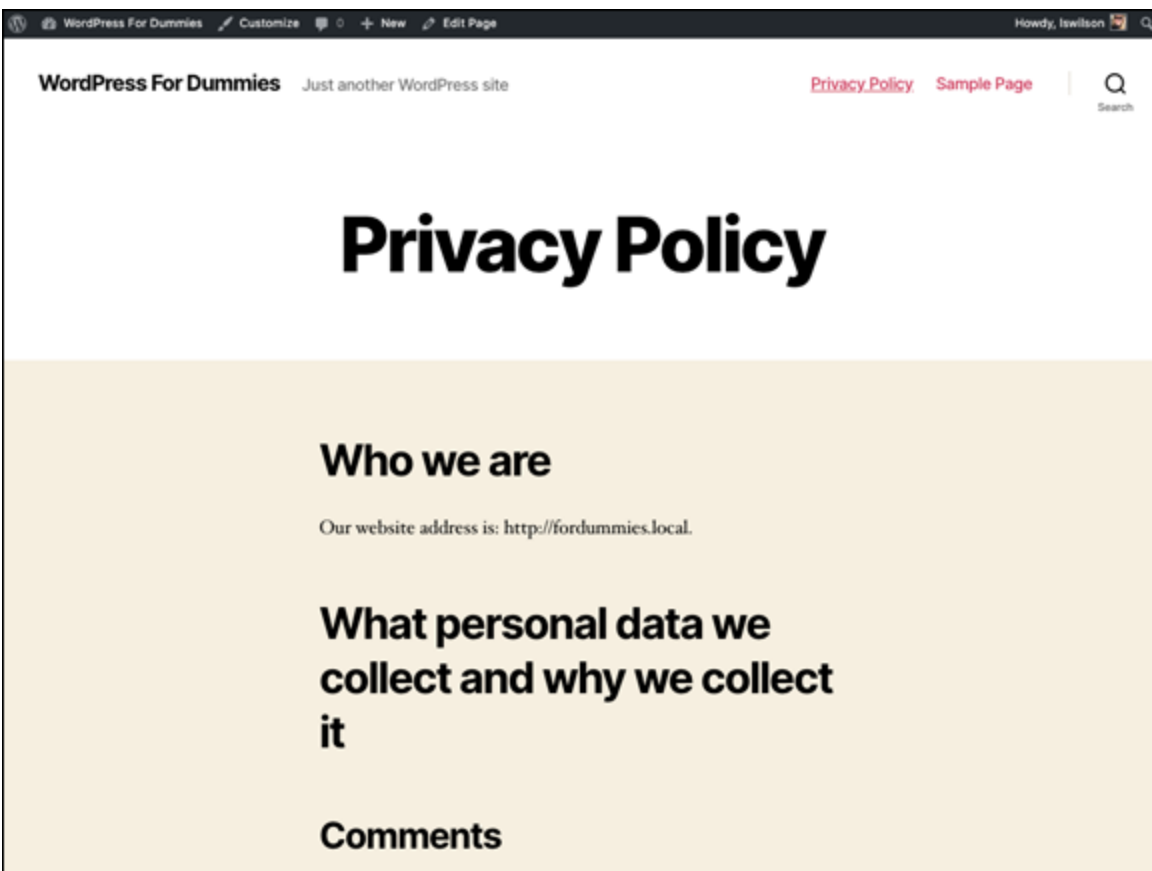 WordPress For Dummies Customize 0 New Edit Page Howdy, lswilson
WordPress For Dummies Just another WordPress site Privacy Policy Sample Page
Search
Privacy Policy
Who we are
Our website address is: http://fordummies.local.
What personal data we
collect and why we collect
it
Comments